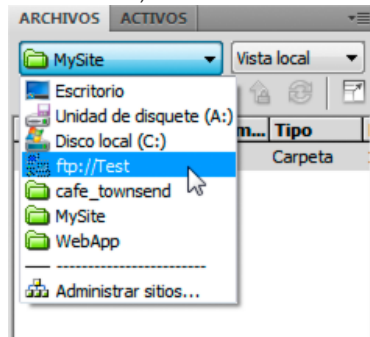 ARCHIVOS ACTIVOS
MySite Vista local
Escritorio
Unidad de disquete (A:)
Disco local (C:)
m... Tipo
ftp://Test
Carpeta
cafe_townsend
MySite
WebApp
Administrar sitios...